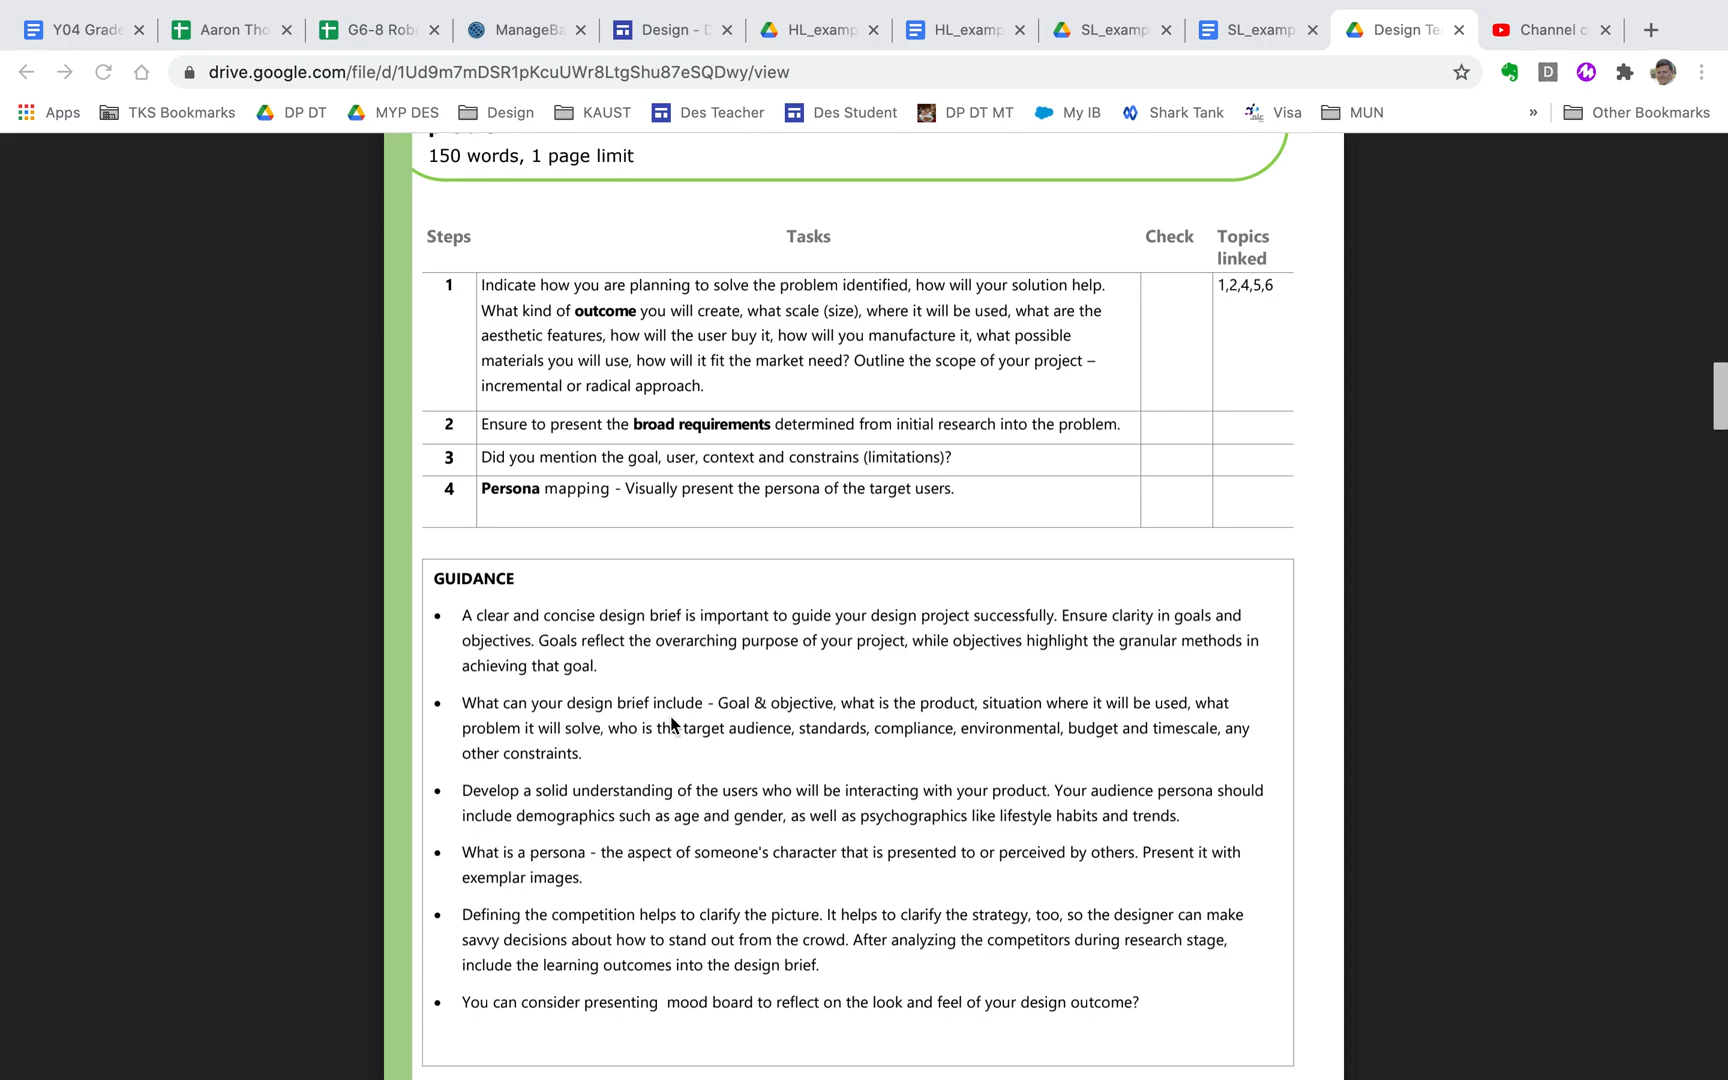 Y04 Grade
Aaron Tho
G6-8 Rob
ManageBa
Design - D
HL_examp
HL_examp
SL_examp
SL_examp
Design Te
Channel c
drive.google.com/file/d/1Ud9m7mDSR1pKcuUWr8LtgShu87eSQDwy/view
Apps
TKS Bookmarks
DP DT
MYP DES
Design
KAUST
Des Teacher
Des Student
DP DT MT
My IB
Shark Tank
Visa
MUN
»
Other Bookmarks
150 words, 1 page limit
Steps Tasks Check Topics
linked
1 Indicate how you are planning to solve the problem identified, how will your solution help. 1,2,4,5,6
What kind of outcome you will create, what scale (size), where it will be used, what are the
aesthetic features, how will the user buy it, how will you manufacture it, what possible
materials you will use, how will it fit the market need? Outline the scope of your project –
incremental or radical approach.
2 Ensure to present the broad requirements determined from initial research into the problem.
3 Did you mention the goal, user, context and constrains (limitations)?
4 Persona mapping - Visually present the persona of the target users.
GUIDANCE
• A clear and concise design brief is important to guide your design project successfully. Ensure clarity in goals and
objectives. Goals reflect the overarching purpose of your project, while objectives highlight the granular methods in
achieving that goal.
• What can your design brief include - Goal & objective, what is the product, situation where it will be used, what
problem it will solve, who is the target audience, standards, compliance, environmental, budget and timescale, any
other constraints.
• Develop a solid understanding of the users who will be interacting with your product. Your audience persona should
include demographics such as age and gender, as well as psychographics like lifestyle habits and trends.
• What is a persona - the aspect of someone's character that is presented to or perceived by others. Present it with
exemplar images.
• Defining the competition helps to clarify the picture. It helps to clarify the strategy, too, so the designer can make
savvy decisions about how to stand out from the crowd. After analyzing the competitors during research stage,
include the learning outcomes into the design brief.
• You can consider presenting mood board to reflect on the look and feel of your design outcome?